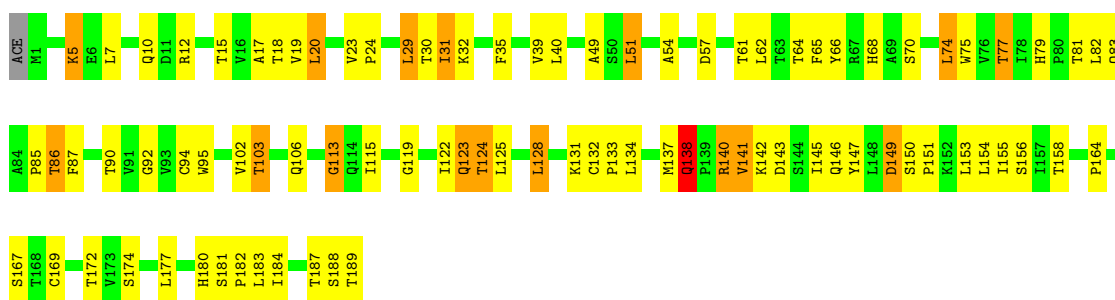 ACE M1 K5 E6 L7 Q10 D11 R12 T15 V16 A17 T18 V19 L20 V23 P24 L29 T30 I31 K32 F35 V39 L40 A49 S50 L51 A54 D57 T61 L62 T63 T64 F65 Y66 R67 H68 A69 S70 L74 W75 V76 T77 I78 H79 P80 T81 L82
A84 P85 T86 F87 T90 V91 G92 V93 C94 W95 V102 T103 Q106 G113 Q114 I115 G119 I122 Q123 T124 L125 L128 K131 C132 P133 L134 M137 Q138 P139 R140 V141 K142 D143 S144 I145 Q146 Y147 L148 D149 S150 P151 K152 L153 L154 I155 S156 I157 T158 P164
S167 T168 C169 T172 V173 S174 L177 H180 S181 P182 L183 I184 T187 S188 T189